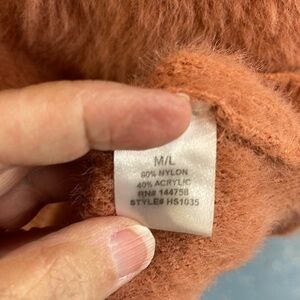 M/L
60% NYLON
40% ACRYLIC
RN# 144758
STYLE# HS1035